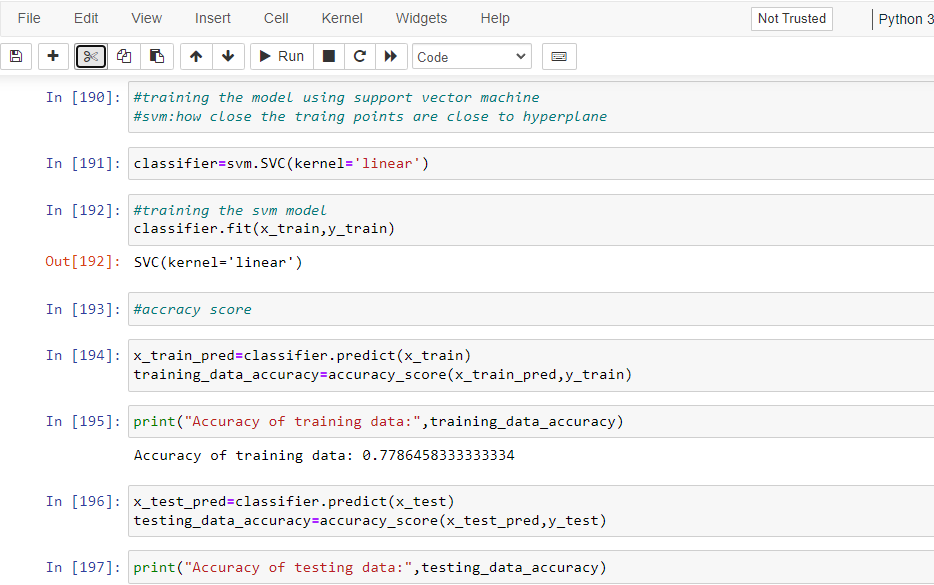 File Edit View Insert Cell Kernel Widgets Help Not Trusted Python 3
Run Code
In [190]: #training the model using support vector machine
#svm:how close the traing points are close to hyperplane
In [191]: classifier=svm.SVC(kernel='linear')
In [192]: #training the svm model
classifier.fit(x_train,y_train)
Out[192]: SVC(kernel='linear')
In [193]: #accracy score
In [194]: x_train_pred=classifier.predict(x_train)
training_data_accuracy=accuracy_score(x_train_pred,y_train)
In [195]: print("Accuracy of training data:",training_data_accuracy)
Accuracy of training data: 0.7786458333333334
In [196]: x_test_pred=classifier.predict(x_test)
testing_data_accuracy=accuracy_score(x_test_pred,y_test)
In [197]: print("Accuracy of testing data:",testing_data_accuracy)